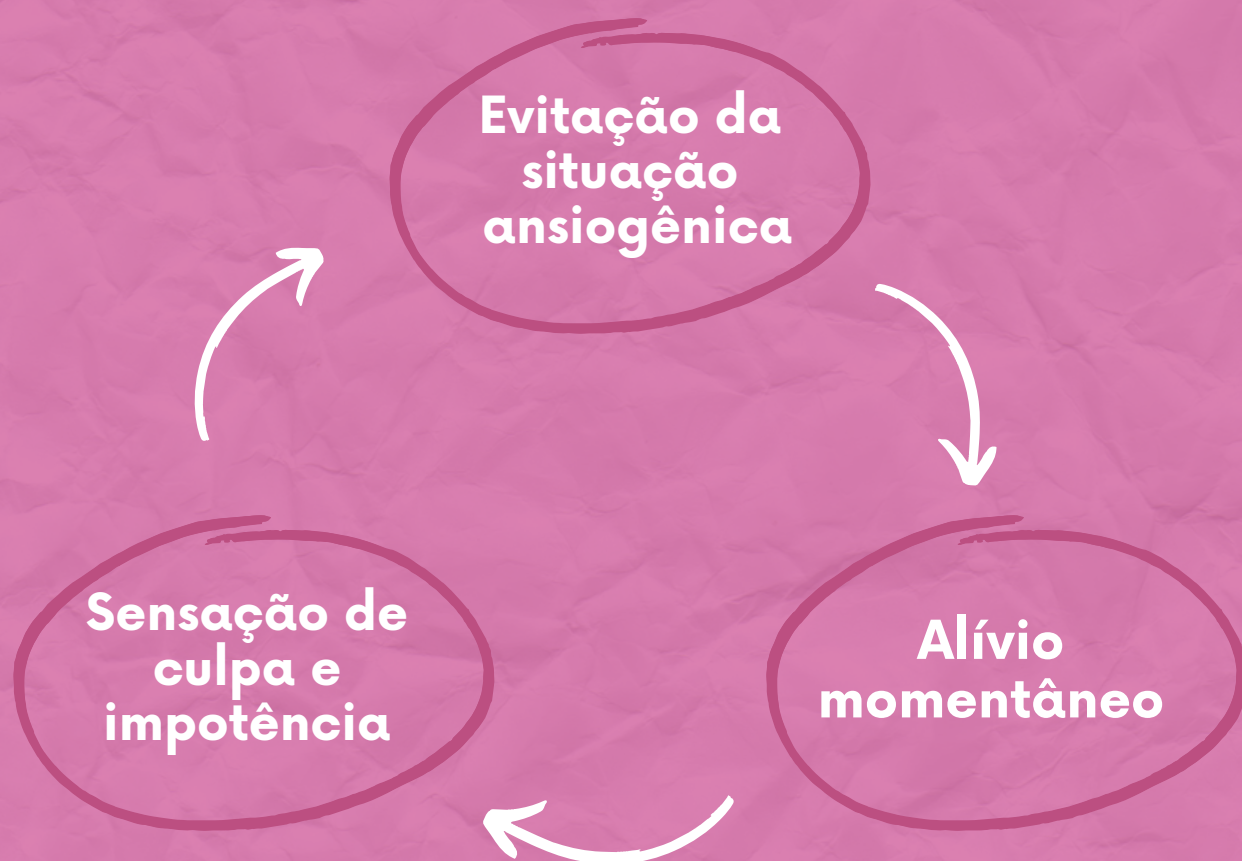 Evitação da
situação
ansiogênica
Sensação de
culpa e
impotência
Alívio
momentâneo